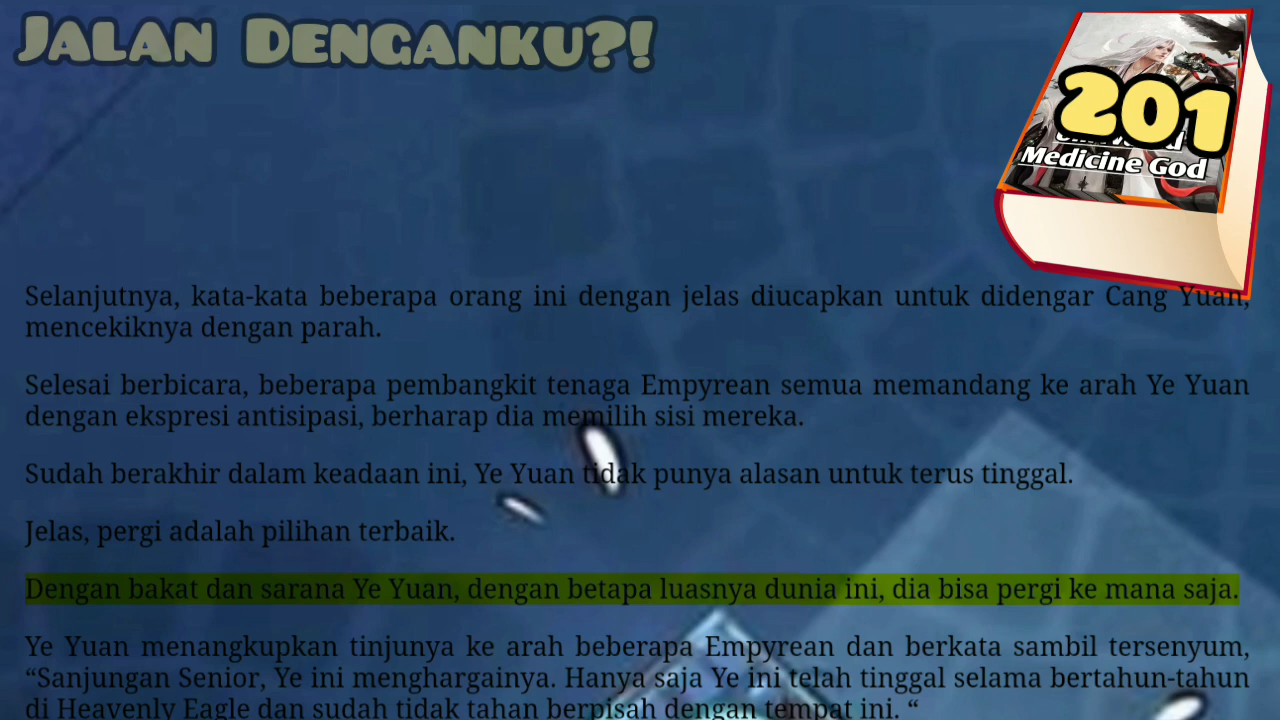 Jalan Denganku?!
201
Medicine God
Selanjutnya, kata-kata beberapa orang ini dengan jelas diucapkan untuk didengar Cang Yuan,
mencekiknya dengan parah.
Selesai berbicara, beberapa pembangkit tenaga Empyrean semua memandang ke arah Ye Yuan
dengan ekspresi antisipasi, berharap dia memilih sisi mereka.
Sudah berakhir dalam keadaan ini, Ye Yuan tidak punya alasan untuk terus tinggal.
Jelas, pergi adalah pilihan terbaik.
Dengan bakat dan sarana Ye Yuan, dengan betapa luasnya dunia ini, dia bisa pergi ke mana saja.
Ye Yuan menangkupkan tinjunya ke arah beberapa Empyrean dan berkata sambil tersenyum,
“Sanjungan Senior, Ye ini menghargainya. Hanya saja Ye ini telah tinggal selama bertahun-tahun
di Heavenly Eagle dan sudah tidak tahan berpisah dengan tempat ini. “